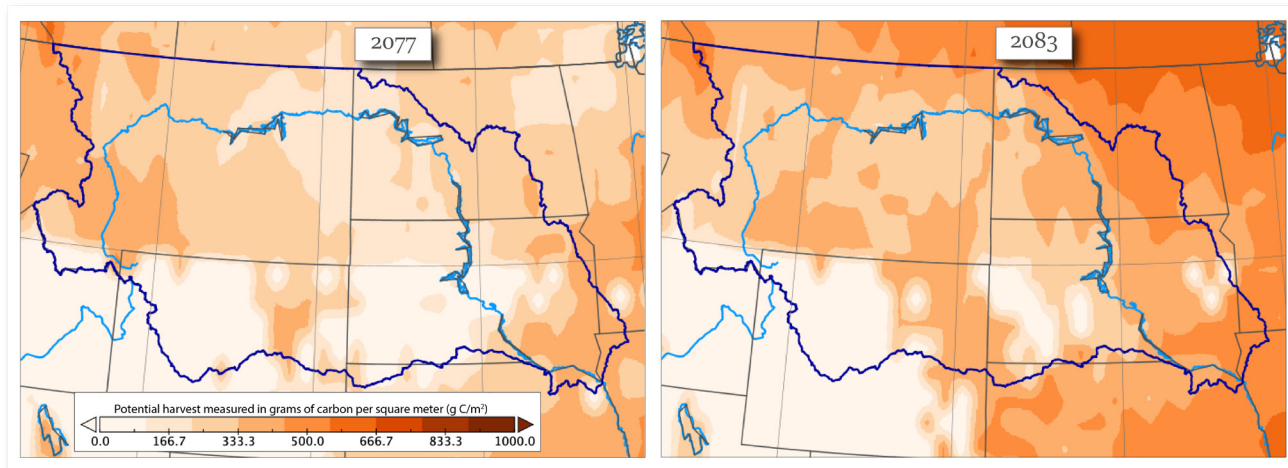 2077
2083
Potential harvest measured in grams of carbon per square meter (g C/m²)
0.0 166.7 333.3 500.0 666.7 833.3 1000.0